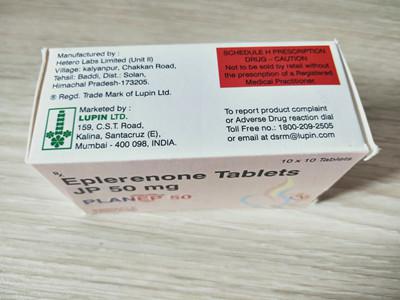 Manufactured by :
Hetero Labs Limited (Unit II)
Village: kalyanpur, Chakkan Road,
Tehsil: Baddi, Dist.: Solan,
Himachal Pradesh-173205.
® Regd. Trade Mark of Lupin Ltd.
Marketed by :
LUPIN LTD.
159, C.S.T. Road,
Kalina, Santacruz (E),
Mumbai - 400 098, INDIA.
SCHEDULE H PRESCRIPTION
DRUG – CAUTION
Not to be sold by retail without
the prescription of a Registered
Medical Practitioner.
To report product complaint
or Adverse Drug reaction dial
Toll Free no.: 1800-209-2505
or email at dsrm@lupin.com
10 x 10 Tablets
Rx
Eplerenone Tablets
JP 50 mg
PLANEP 50